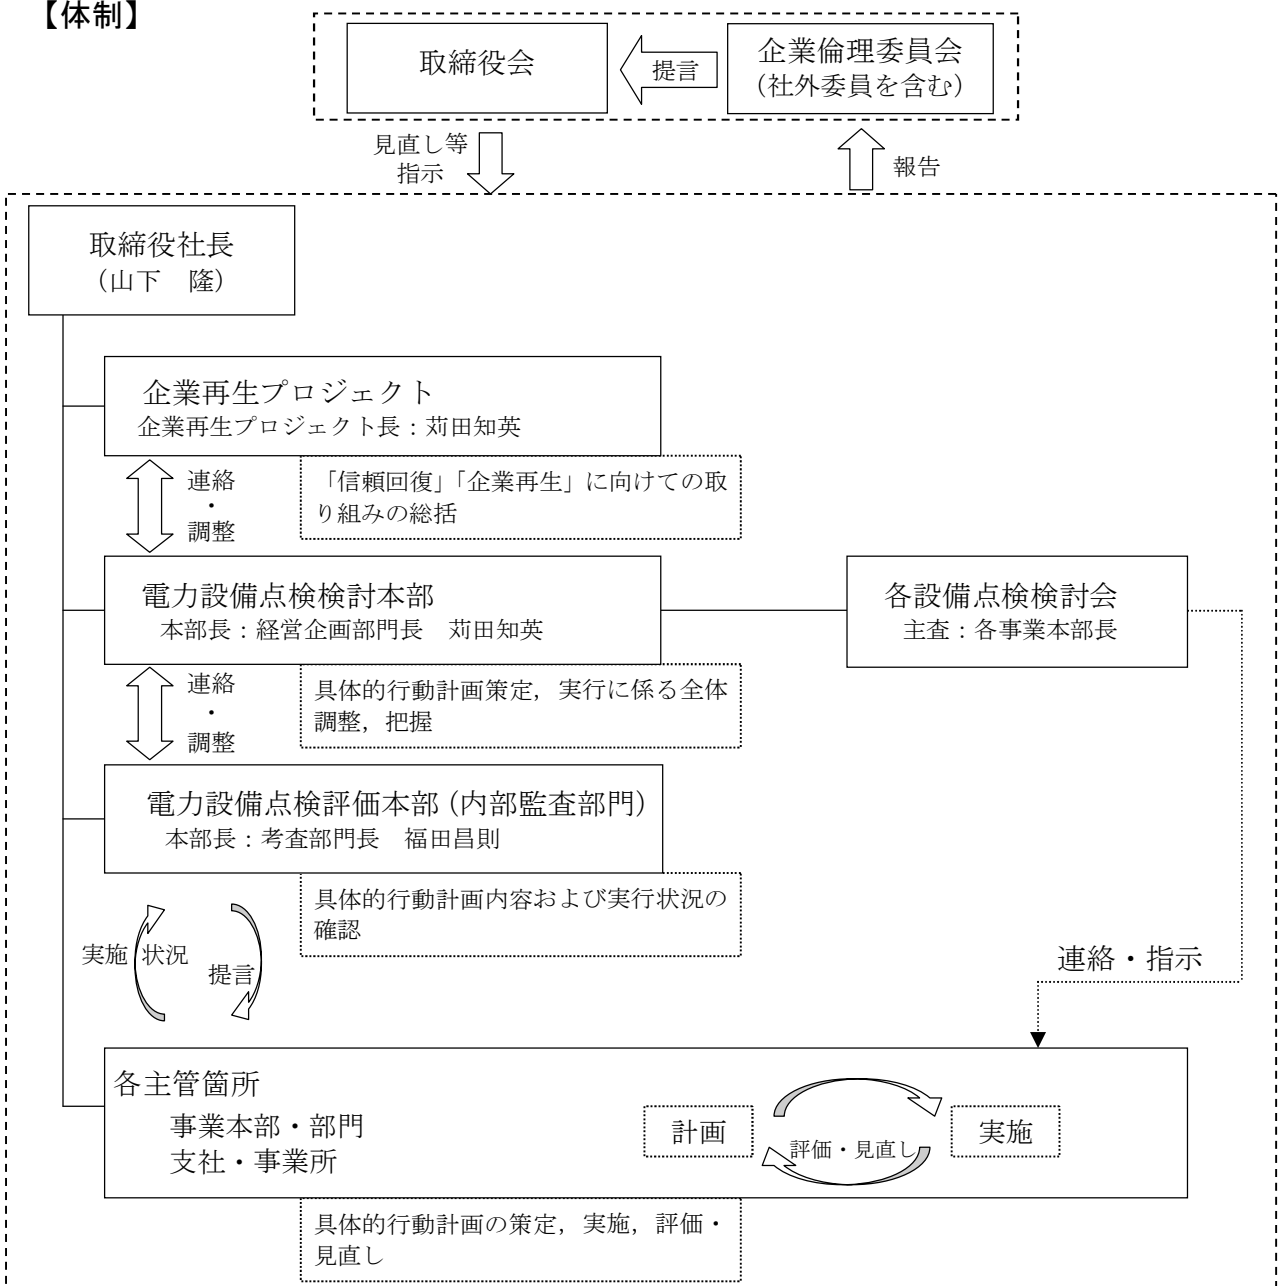 【体制】
取締役会
提言
企業倫理委員会
（社外委員を含む）
見直し等
指示
報告
取締役社長
（山下　隆）
企業再生プロジェクト
企業再生プロジェクト長：苅田知英
連絡
・
調整
「信頼回復」「企業再生」に向けての取
り組みの総括
電力設備点検検討本部
本部長：経営企画部門長　苅田知英
各設備点検検討会
主査：各事業本部長
連絡
・
調整
具体的行動計画策定，実行に係る全体
調整，把握
電力設備点検評価本部（内部監査部門）
本部長：考査部門長　福田昌則
具体的行動計画内容および実行状況の
確認
実施 状況
提言
連絡・指示
各主管箇所
事業本部・部門
支社・事業所
計画
評価・見直し
実施
具体的行動計画の策定，実施，評価・
見直し